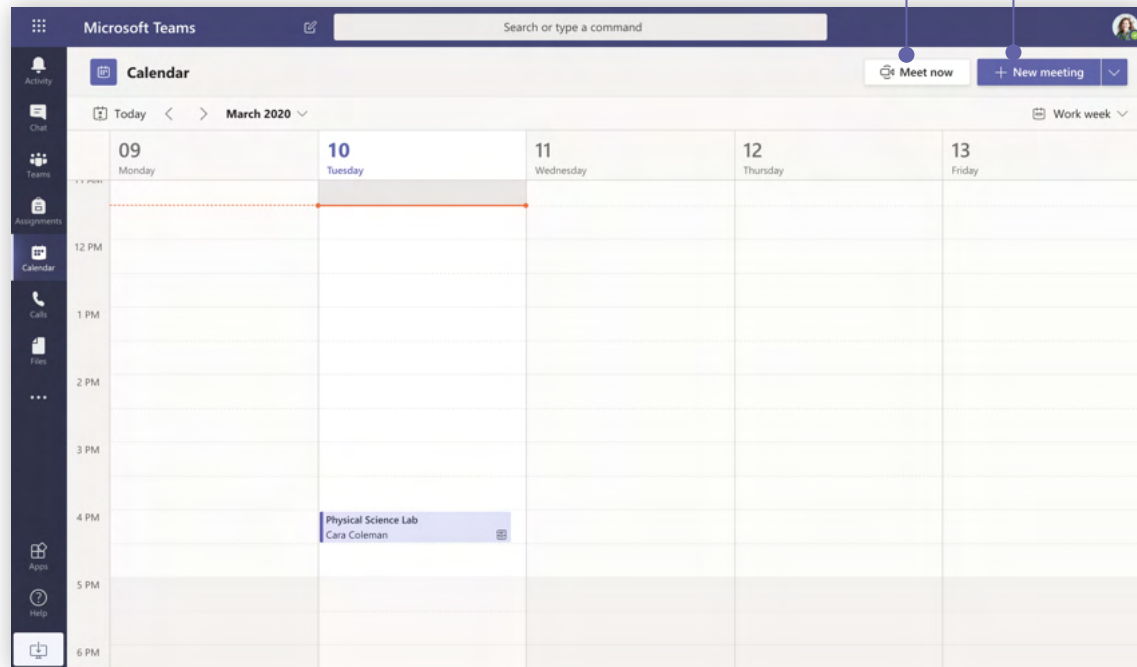 Microsoft Teams
Search or type a command
Activity
Chat
Teams
Assignments
Calendar
Calls
Files
Apps
Help
Calendar
Meet now
New meeting
Today
March 2020
Work week
09
Monday
10
Tuesday
11
Wednesday
12
Thursday
13
Friday
11 AM
12 PM
1 PM
2 PM
3 PM
4 PM
Physical Science Lab
Cara Coleman
5 PM
6 PM